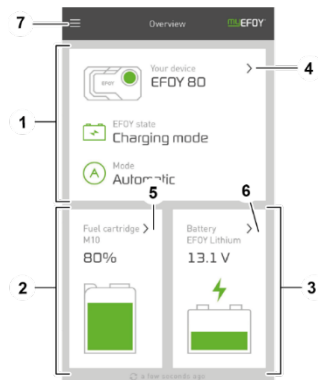 7
Overview
myEFOY
1
Your device
EFOY 80
4
EFOY
EFOY state
Charging mode
Mode
A
Automatic
5
6
2
Fuel cartridge
M10
80%
Battery
EFOY Lithium
13.1 V
3
a few seconds ago